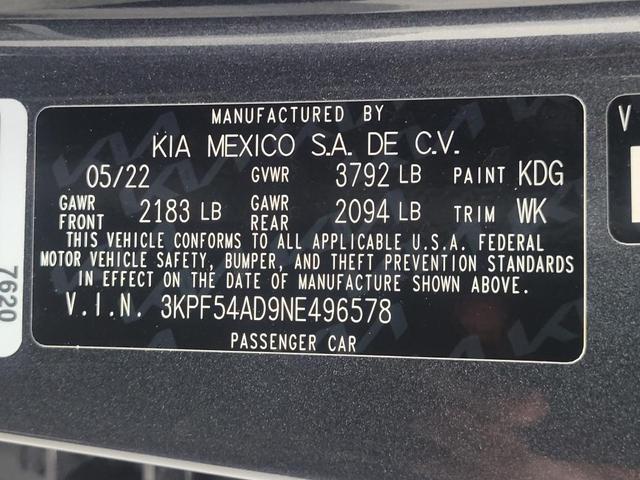 MANUFACTURED BY
KIA MEXICO S.A. DE C.V.
05/22 GVWR 3792 LB PAINT KDG
GAWR FRONT 2183 LB GAWR REAR 2094 LB TRIM WK
THIS VEHICLE CONFORMS TO ALL APPLICABLE U.S.A. FEDERAL
MOTOR VEHICLE SAFETY, BUMPER, AND THEFT PREVENTION STANDARDS
IN EFFECT ON THE DATE OF MANUFACTURE SHOWN ABOVE.
V.I.N. 3KPF54AD9NE496578
PASSENGER CAR
7620
V